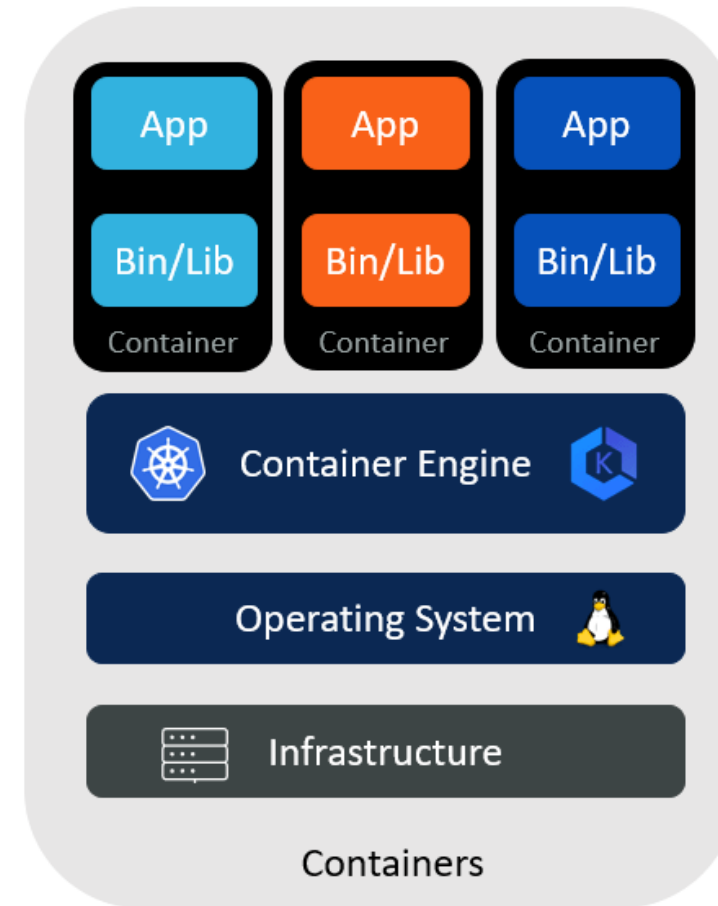 App
App
App
Bin/Lib
Bin/Lib
Bin/Lib
Container
Container
Container
Container Engine
K
Operating System
Infrastructure
Containers